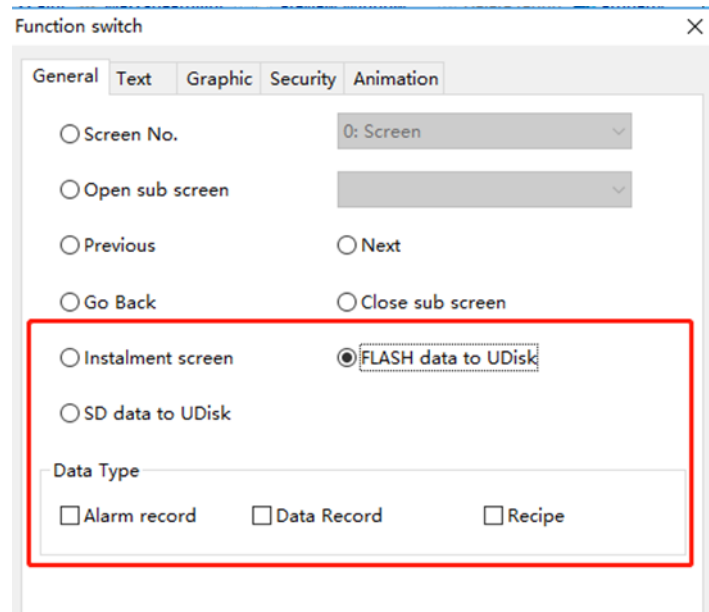 Function switch
General Text Graphic Security Animation
Screen No. 0: Screen
Open sub screen
Previous Next
Go Back Close sub screen
Instalment screen FLASH data to UDisk
SD data to UDisk
Data Type
Alarm record Data Record Recipe